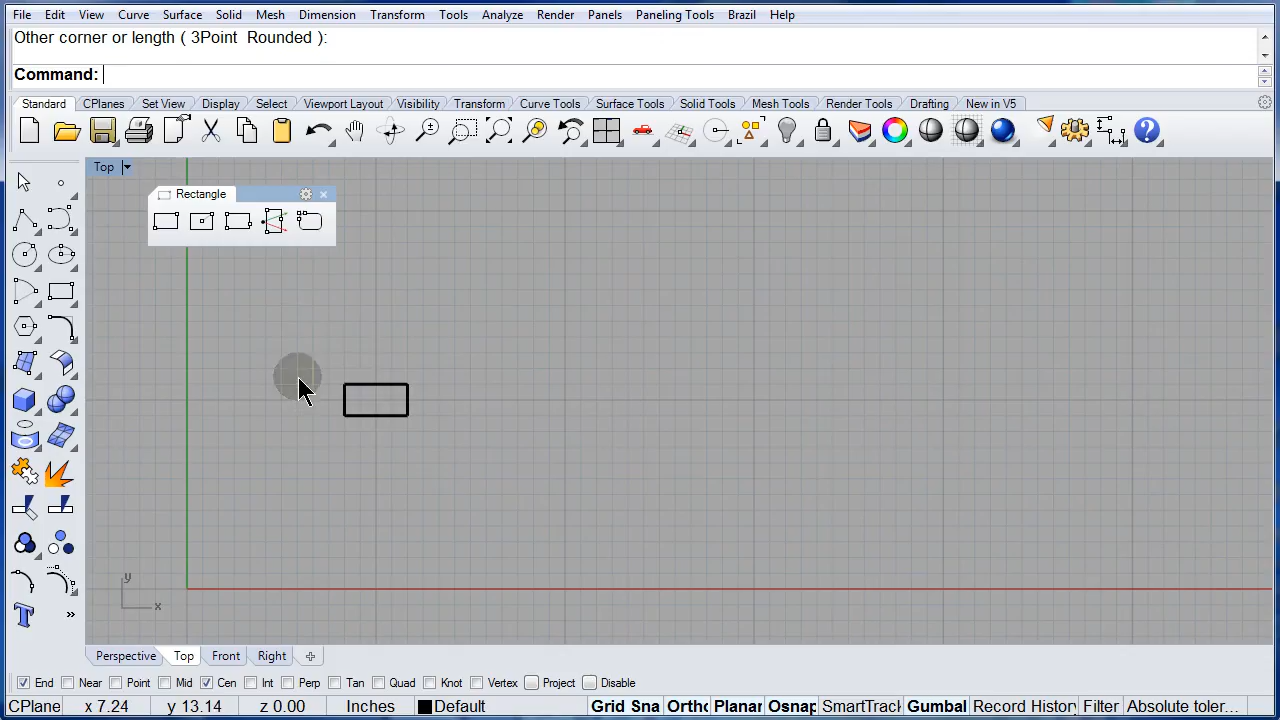 File Edit View Curve Surface Solid Mesh Dimension Transform Tools Analyze Render Panels Paneling Tools Brazil Help
Other corner or length ( 3Point Rounded ):
Command:
Standard CPlanes Set View Display Select Viewport Layout Visibility Transform Curve Tools Surface Tools Solid Tools Mesh Tools Render Tools Drafting New in V5
Top
Rectangle
y
x
Perspective Top Front Right
End Near Point Mid Cen Int Perp Tan Quad Knot Vertex Project Disable
CPlane x 7.24 y 13.14 z 0.00 Inches Default Grid Sna Ortho Planar Osnap SmartTrack Gumbal Record History Filter Absolute toler...